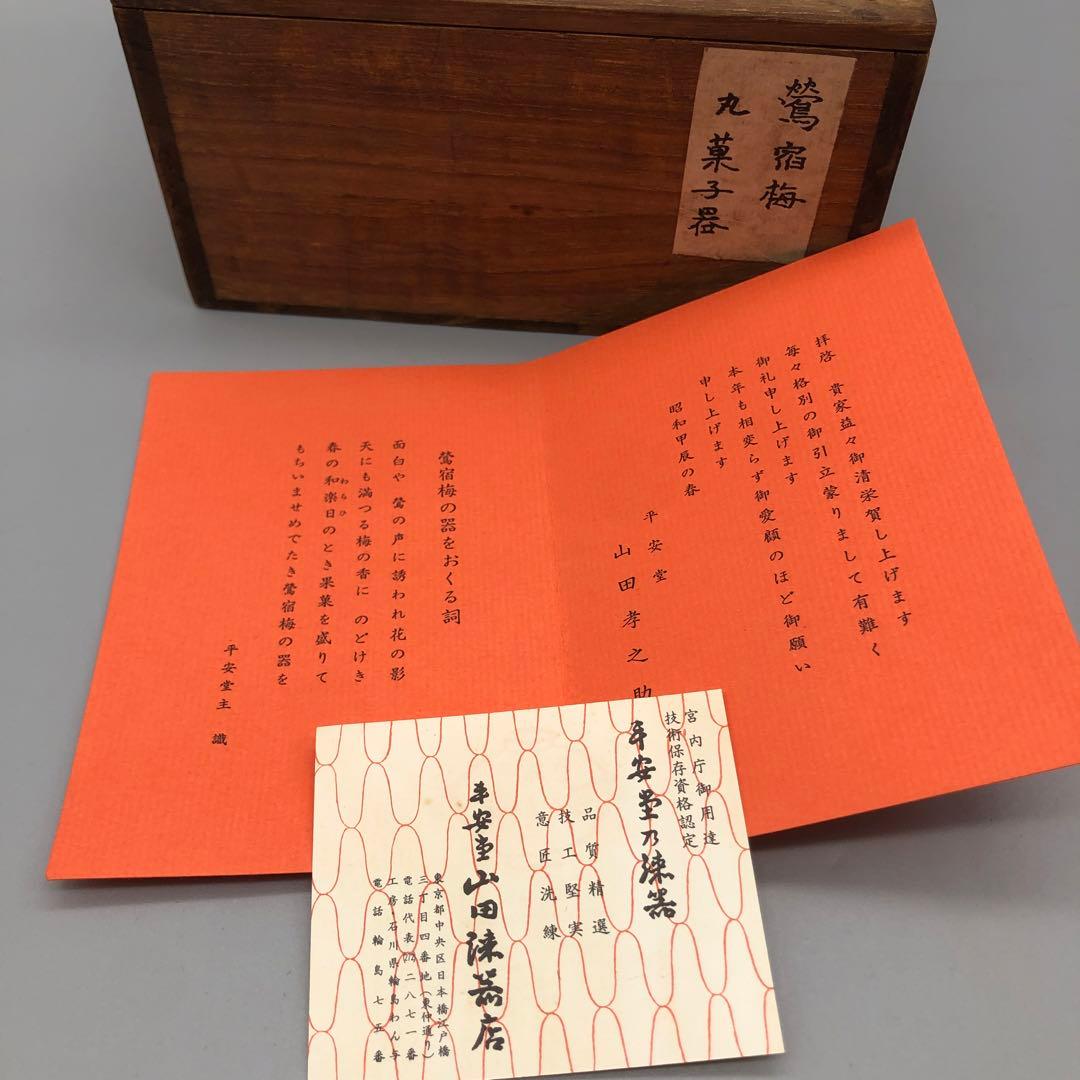 鶯宿梅
丸菓子器
拝啓 貴家益々御清栄賀し上げます
毎々格別の御引立蒙りまして有難く
御礼申し上げます
本年も相変らず御愛顧のほど御願い
申し上げます
昭和甲辰の春
平安堂
山田孝之助
鶯宿梅の器をおくる詞
面白や 鶯の声に誘われ花の影
天にも満つる梅の香に のどけき
春の和楽日のとき果菓を盛りて
わらひ
もちいませめでたき鶯宿梅の器を
平安堂主 識
宮内庁御用達
技術保存資格認定
平安堂乃漆器
品質精選
技工堅実
意匠洗練
平安堂山田漆器店
東京都中央区日本橋江戸橋
三丁目四番地(東仲通り)
電話代表(272)二八七一番
工房・石川県輪島わん与
電話輪島七五番